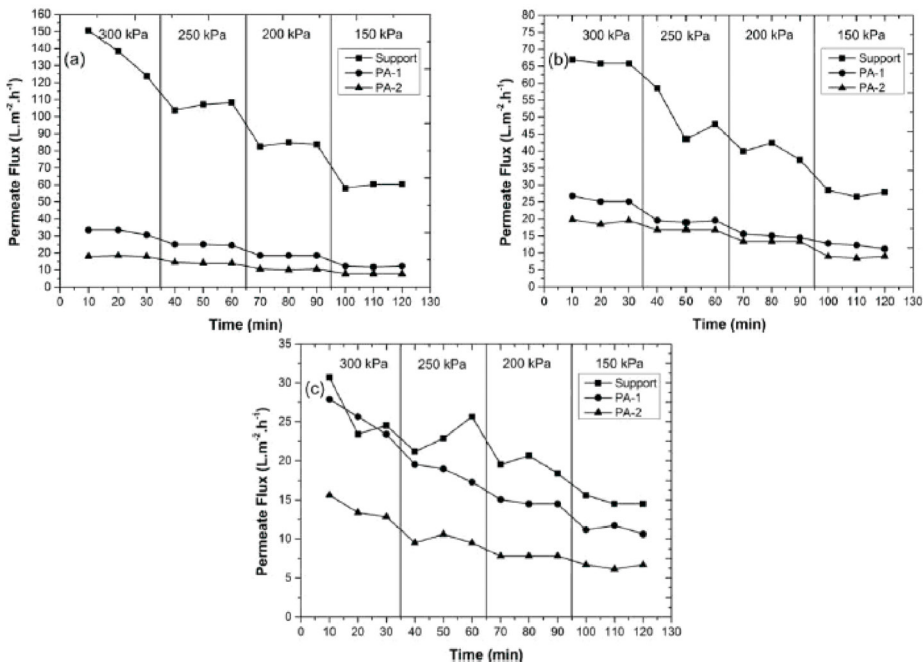 (a)
300 kPa 250 kPa 200 kPa 150 kPa
Support
PA-1
PA-2
Permeate Flux (L.m⁻².h⁻¹)
160
150
140
130
120
110
100
90
80
70
60
50
40
30
20
10
0
0 10 20 30 40 50 60 70 80 90 100 110 120 130
Time (min)
(b)
300 kPa 250 kPa 200 kPa 150 kPa
Support
PA-1
PA-2
Permeate Flux (L.m⁻².h⁻¹)
80
75
70
65
60
55
50
45
40
35
30
25
20
15
10
5
0
0 10 20 30 40 50 60 70 80 90 100 110 120 130
Time (min)
(c)
300 kPa 250 kPa 200 kPa 150 kPa
Support
PA-1
PA-2
Permeate Flux (L.m⁻².h⁻¹)
35
30
25
20
15
10
5
0
0 10 20 30 40 50 60 70 80 90 100 110 120 130
Time (min)